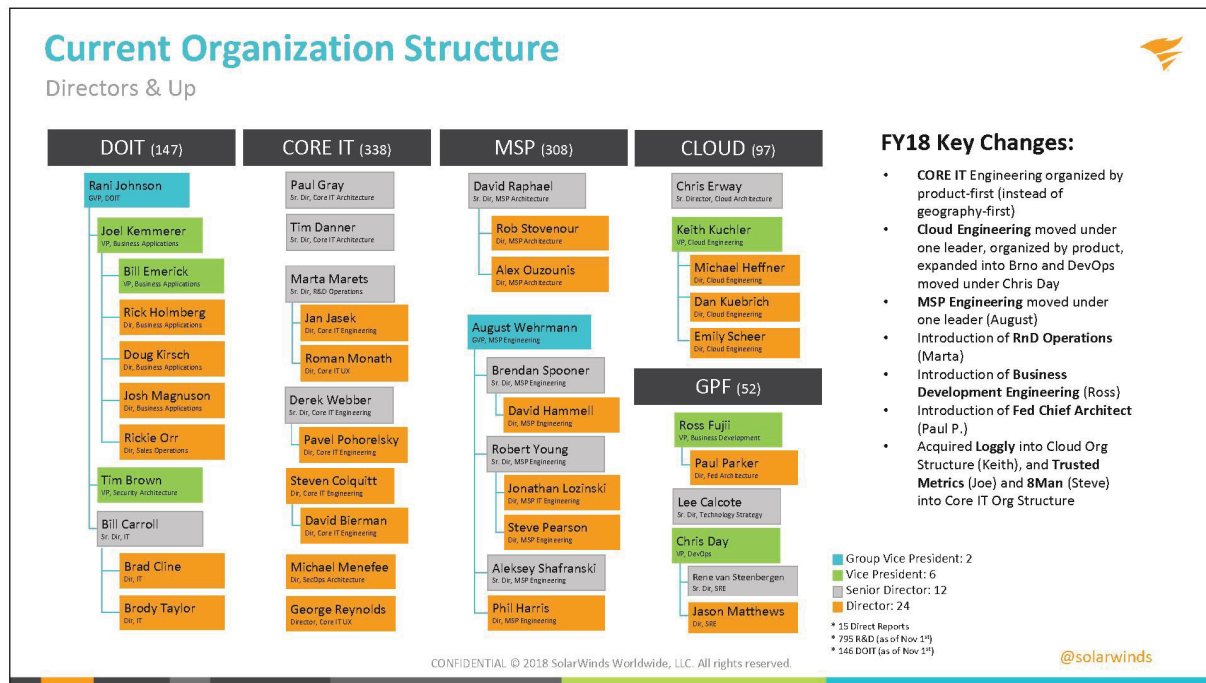 Current Organization Structure
Directors & Up
DOIT (147)
Rani Johnson
GVP, DOIT
Joel Kemmerer
VP, Business Applications
Bill Emerick
VP, Business Applications
Rick Holmberg
Dir, Business Applications
Doug Kirsch
Dir, Business Applications
Josh Magnuson
Dir, Business Applications
Rickie Orr
Dir, Sales Operations
Tim Brown
VP, Security Architecture
Bill Carroll
Sr. Dir, IT
Brad Cline
Dir, IT
Brody Taylor
Dir, IT
CORE IT (338)
Paul Gray
Sr. Dir, Core IT Architecture
Tim Danner
Sr. Dir, Core IT Architecture
Marta Marets
Sr. Dir, R&D Operations
Jan Jasek
Dir, Core IT Engineering
Roman Monath
Dir, Core IT UX
Derek Webber
Sr. Dir, Core IT Engineering
Pavel Pohorelsky
Dir, Core IT Engineering
Steven Colquitt
Dir, Core IT Engineering
David Bierman
Dir, Core IT Engineering
Michael Menefee
Dir, SecOps Architecture
George Reynolds
Director, Core IT UX
MSP (308)
David Raphael
Sr. Dir, MSP Architecture
Rob Stovenour
Dir, MSP Architecture
Alex Ouzounis
Dir, MSP Architecture
August Wehrmann
GVP, MSP Engineering
Brendan Spooner
Sr. Dir, MSP Engineering
David Hammell
Dir, MSP Engineering
Robert Young
Sr. Dir, MSP Engineering
Jonathan Lozinski
Dir, MSP IT Engineering
Steve Pearson
Dir, MSP Engineering
Aleksey Shafranski
Sr. Dir, MSP Engineering
Phil Harris
Dir, MSP Engineering
CLOUD (97)
Chris Erway
Sr. Director, Cloud Architecture
Keith Kuchler
VP, Cloud Engineering
Michael Heffner
Dir, Cloud Engineering
Dan Kuebrich
Dir, Cloud Engineering
Emily Scheer
Dir, Cloud Engineering
GPF (52)
Ross Fujii
VP, Business Development
Paul Parker
Dir, Fed Architecture
Lee Calcote
Sr. Dir, Technology Strategy
Chris Day
VP, DevOps
Rene van Steenbergen
Sr. Dir, SRE
Jason Matthews
Dir, SRE
FY18 Key Changes:
• CORE IT Engineering organized by
product-first (instead of
geography-first)
• Cloud Engineering moved under
one leader, organized by product,
expanded into Brno and DevOps
moved under Chris Day
• MSP Engineering moved under
one leader (August)
• Introduction of RnD Operations
(Marta)
• Introduction of Business
Development Engineering (Ross)
• Introduction of Fed Chief Architect
(Paul P.)
• Acquired Loggly into Cloud Org
Structure (Keith), and Trusted
Metrics (Joe) and 8Man (Steve)
into Core IT Org Structure
Group Vice President: 2
Vice President: 6
Senior Director: 12
Director: 24
* 15 Direct Reports
* 795 R&D (as of Nov 1st)
* 146 DOIT (as of Nov 1st)
CONFIDENTIAL © 2018 SolarWinds Worldwide, LLC. All rights reserved.
@solarwinds